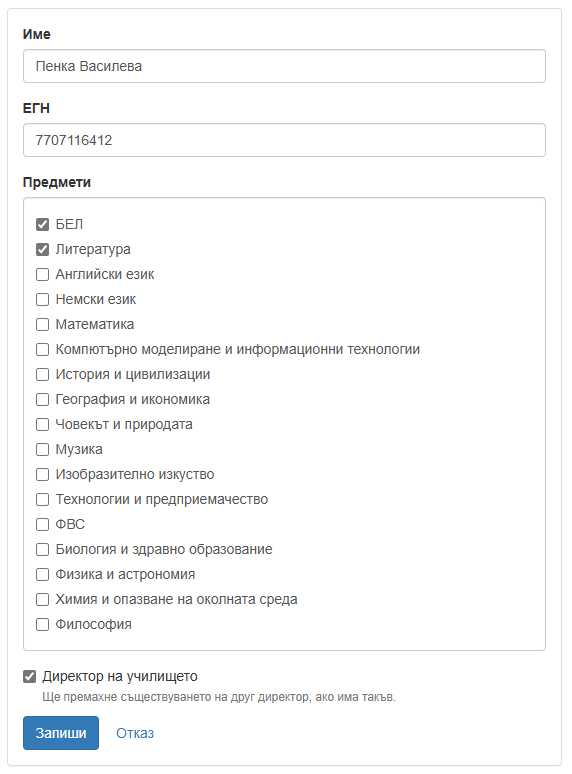 Име
Пенка Василева
ЕГН
7707116412
Предмети
БЕЛ
Литература
Английски език
Немски език
Математика
Компютърно моделиране и информационни технологии
История и цивилизации
География и икономика
Човекът и природата
Музика
Изобразително изкуство
Технологии и предприемачество
ФВС
Биология и здравно образование
Физика и астрономия
Химия и опазване на околната среда
Философия
Директор на училището
Ще премахне съществуването на друг директор, ако има такъв.
Запиши Отказ